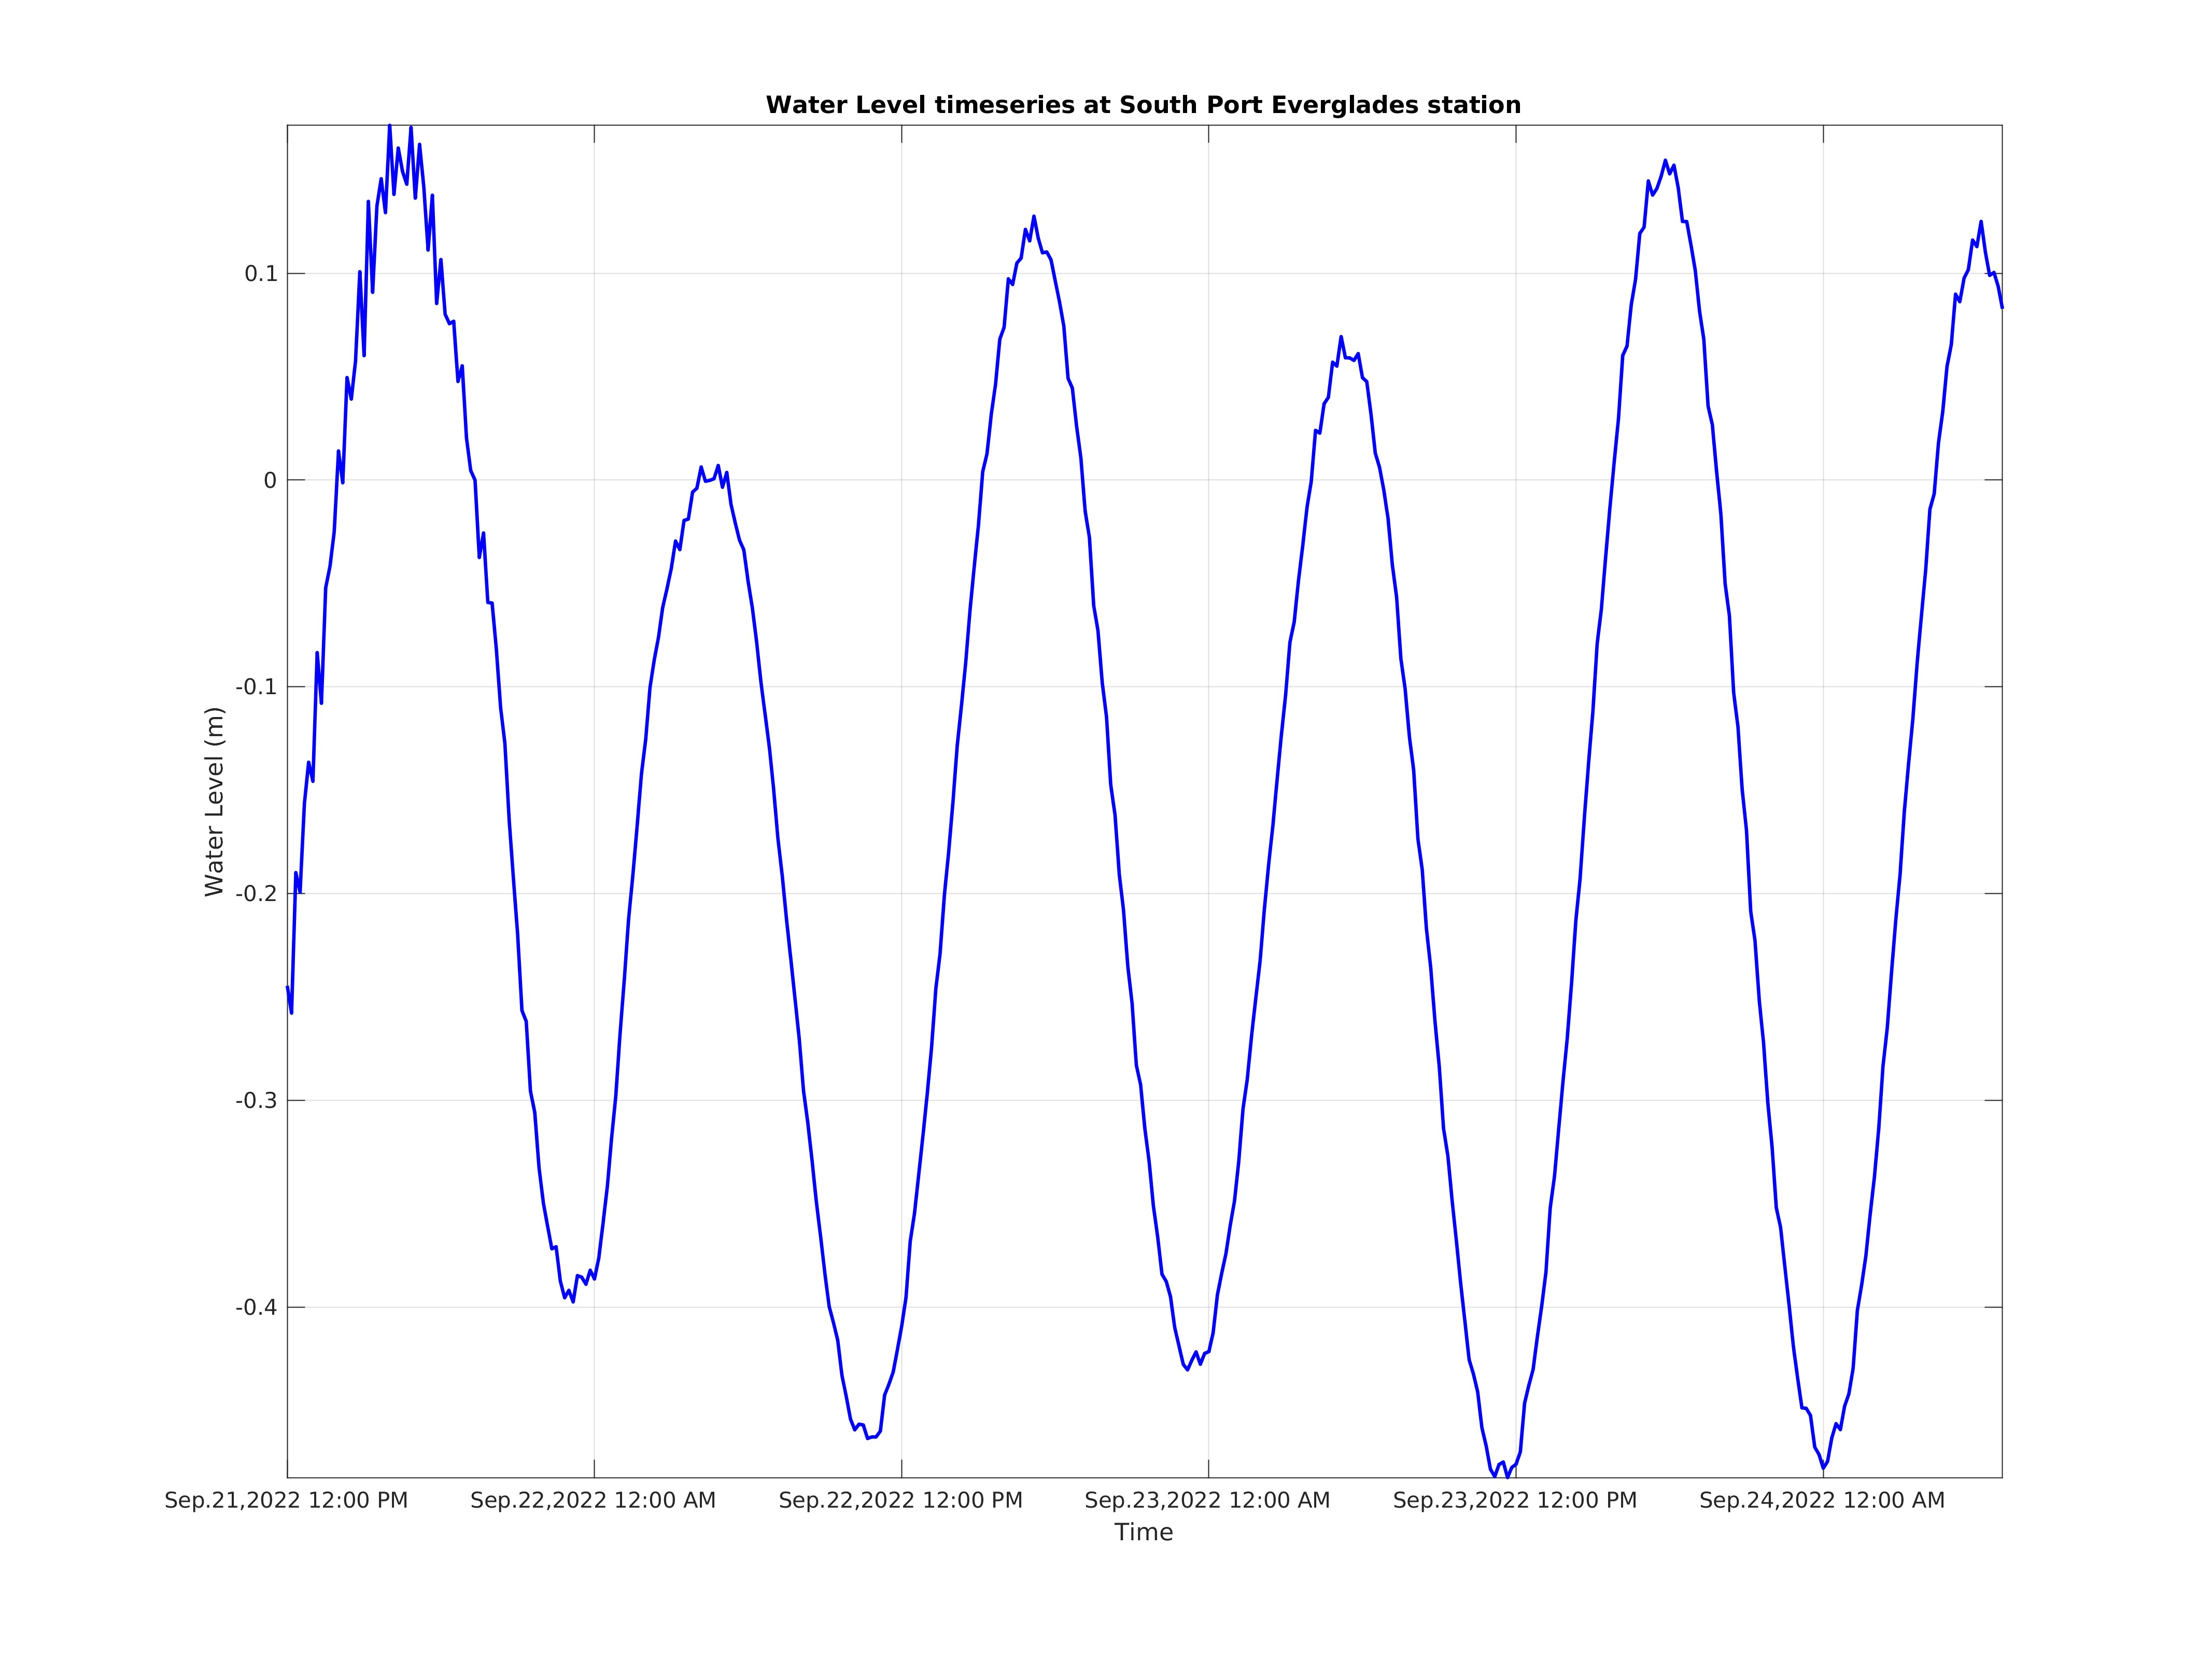 Water Level timeseries at South Port Everglades station
0.1
0
-0.1
-0.2
-0.3
-0.4
Water Level (m)
Sep.21,2022 12:00 PM
Sep.22,2022 12:00 AM
Sep.22,2022 12:00 PM
Sep.23,2022 12:00 AM
Sep.23,2022 12:00 PM
Sep.24,2022 12:00 AM
Time